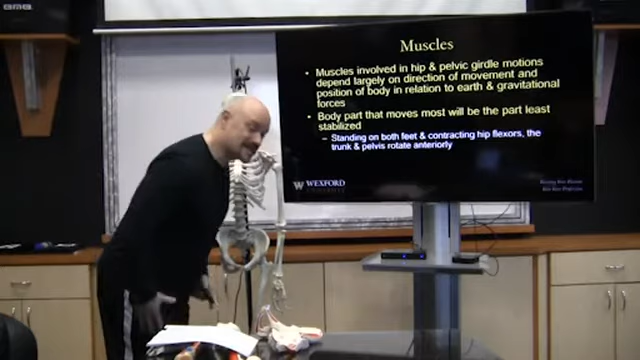 Muscles
• Muscles involved in hip & pelvic girdle motions
depend largely on direction of movement and
position of body in relation to earth & gravitational
forces
• Body part that moves most will be the part least
stabilized
– Standing on both feet & contracting hip flexors, the
trunk & pelvis rotate anteriorly
W WEXFORD
UNIVERSITY